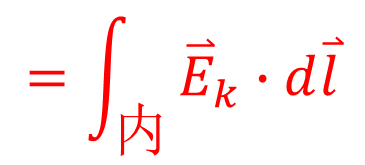 = ∫内 E⃗k · dl⃗